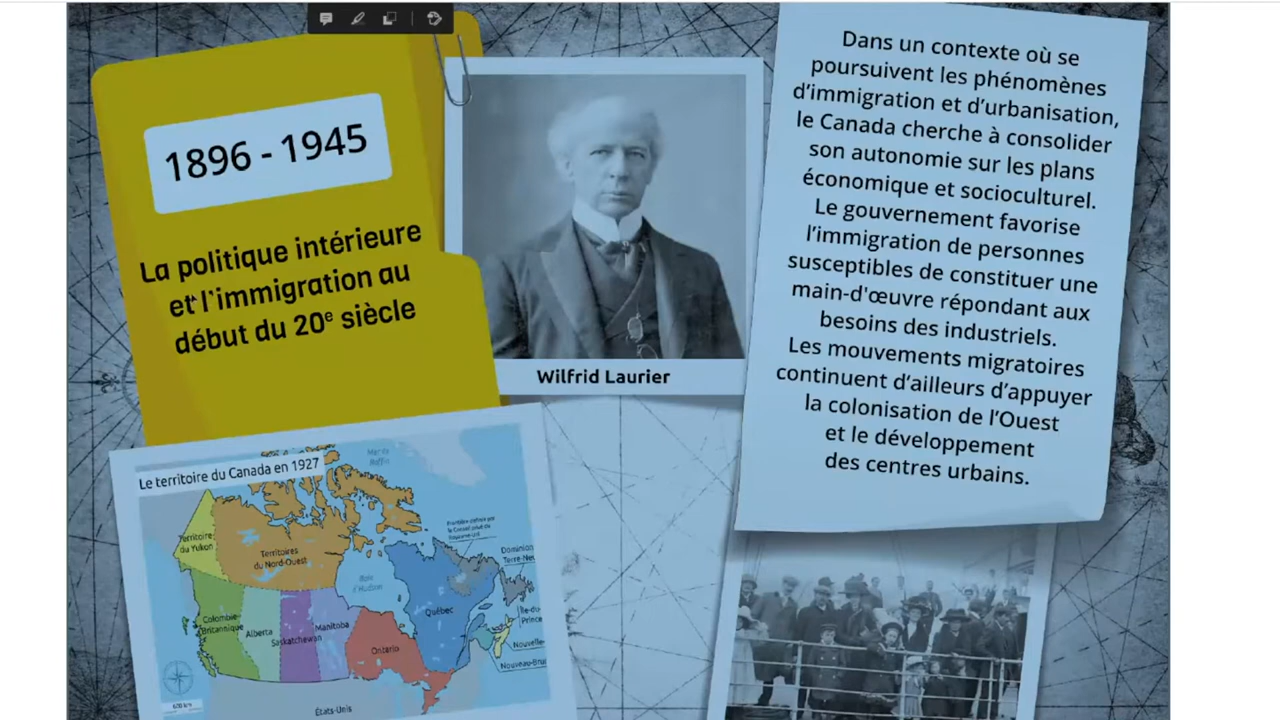 1896 - 1945
La politique intérieure
et l'immigration au
début du 20e siècle
Wilfrid Laurier
Dans un contexte où se
poursuivent les phénomènes
d'immigration et d'urbanisation,
le Canada cherche à consolider
son autonomie sur les plans
économique et socioculturel.
Le gouvernement favorise
l'immigration de personnes
susceptibles de constituer une
main-d'œuvre répondant aux
besoins des industriels.
Les mouvements migratoires
continuent d'ailleurs d'appuyer
la colonisation de l'Ouest
et le développement
des centres urbains.
Le territoire du Canada en 1927
Mer de
Baffin
Territoire
du Yukon
Territoires
du Nord-Ouest
Frontière définie par
le Conseil privé du
Royaume-Uni
Dominion
Terre-Neu
Baie
d'Hudson
Colombie-
Britannique
Alberta
Saskatchewan
Manitoba
Ontario
Québec
Île-du-
Prince
Nouvelle-
Nouveau-Bru
États-Unis